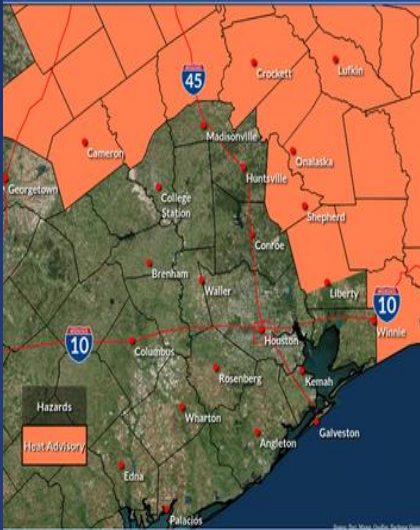 INTERSTATE
45
Crockett
Lufkin
Madisonville
Cameron
Onalaska
Huntsville
Georgetown
College
Station
Shepherd
Conroe
Brenham
Waller
Liberty
10
Winnie
10
Houston
Columbus
Rosenberg
Kemah
Hazards
Wharton
Galveston
Heat Advisory
Angleton
Edna
Palacios